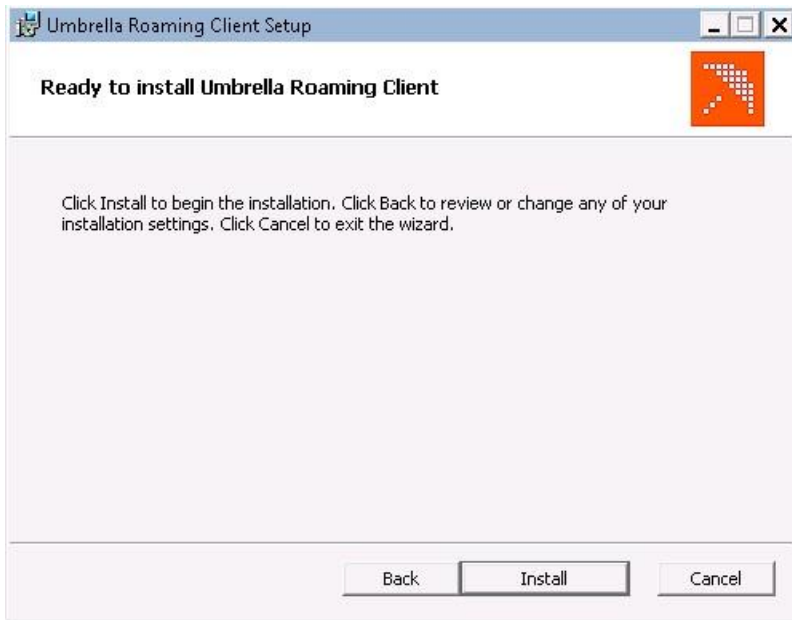 Umbrella Roaming Client Setup
Ready to install Umbrella Roaming Client
Click Install to begin the installation. Click Back to review or change any of your
installation settings. Click Cancel to exit the wizard.
Back
Install
Cancel